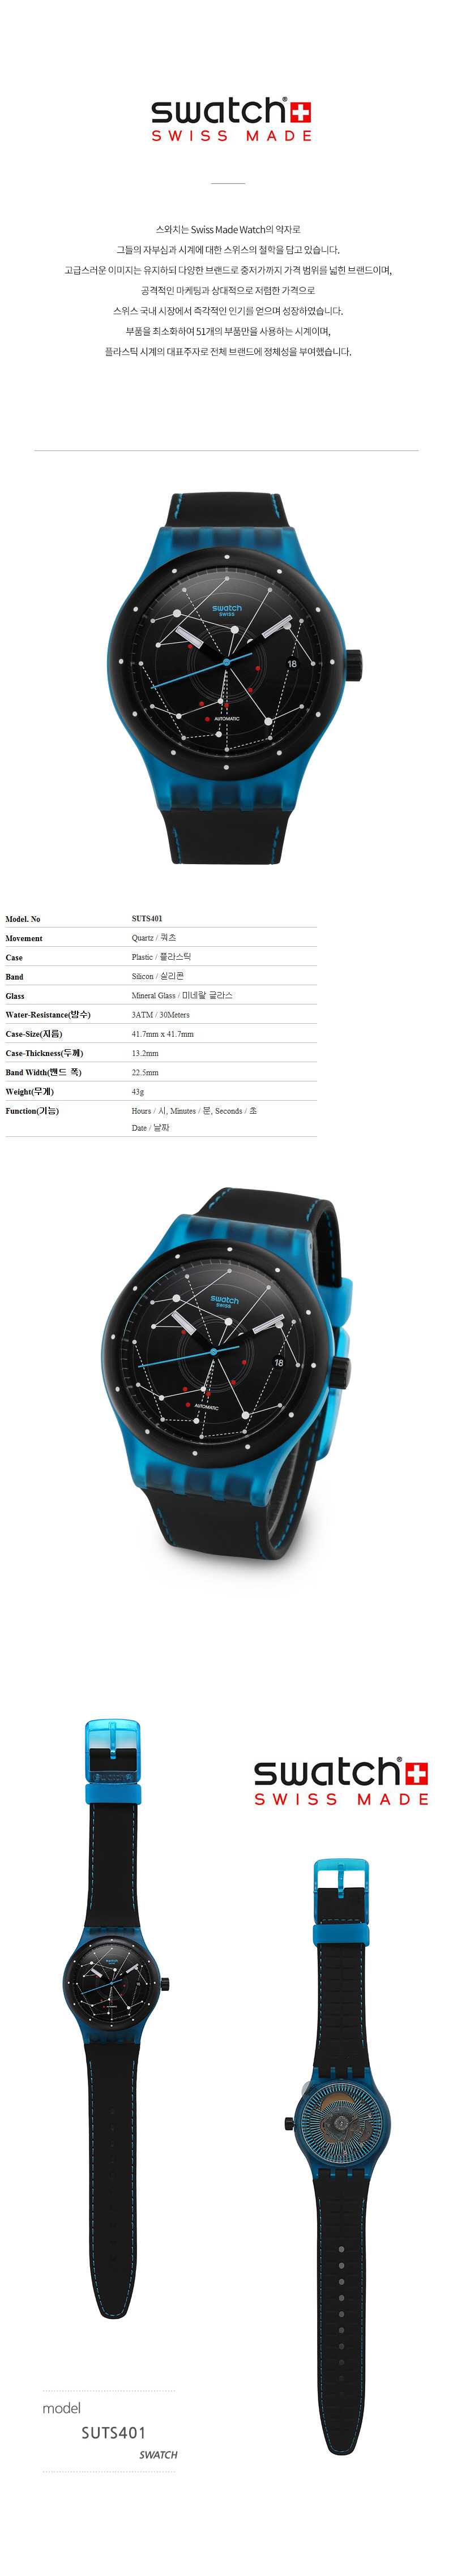 swatch®
SWISS MADE
스와치는 Swiss Made Watch의 약자로
그들의 자부심과 시계에 대한 스위스의 철학을 담고 있습니다.
고급스러운 이미지는 유지하되 다양한 브랜드로 중저가까지 가격 범위를 넓힌 브랜드이며,
공격적인 마케팅과 상대적으로 저렴한 가격으로
스위스 국내 시장에서 즉각적인 인기를 얻으며 성장하였습니다.
부품을 최소화하여 51개의 부품만을 사용하는 시계이며,
플라스틱 시계의 대표주자로 전체 브랜드에 정체성을 부여했습니다.
swatch
SWISS
18
AUTOMATIC
Model. No SUTS401
Movement Quartz / 쿼츠
Case Plastic / 플라스틱
Band Silicon / 실리콘
Glass Mineral Glass / 미네랄 글라스
Water-Resistance(방수) 3ATM / 30Meters
Case-Size(지름) 41.7mm x 41.7mm
Case-Thickness(두께) 13.2mm
Band Width(밴드 폭) 22.5mm
Weight(무게) 43g
Function(기능) Hours / 시, Minutes / 분, Seconds / 초
Date / 날짜
swatch
SWISS
18
AUTOMATIC
swatch®
SWISS MADE
model
SUTS401
SWATCH